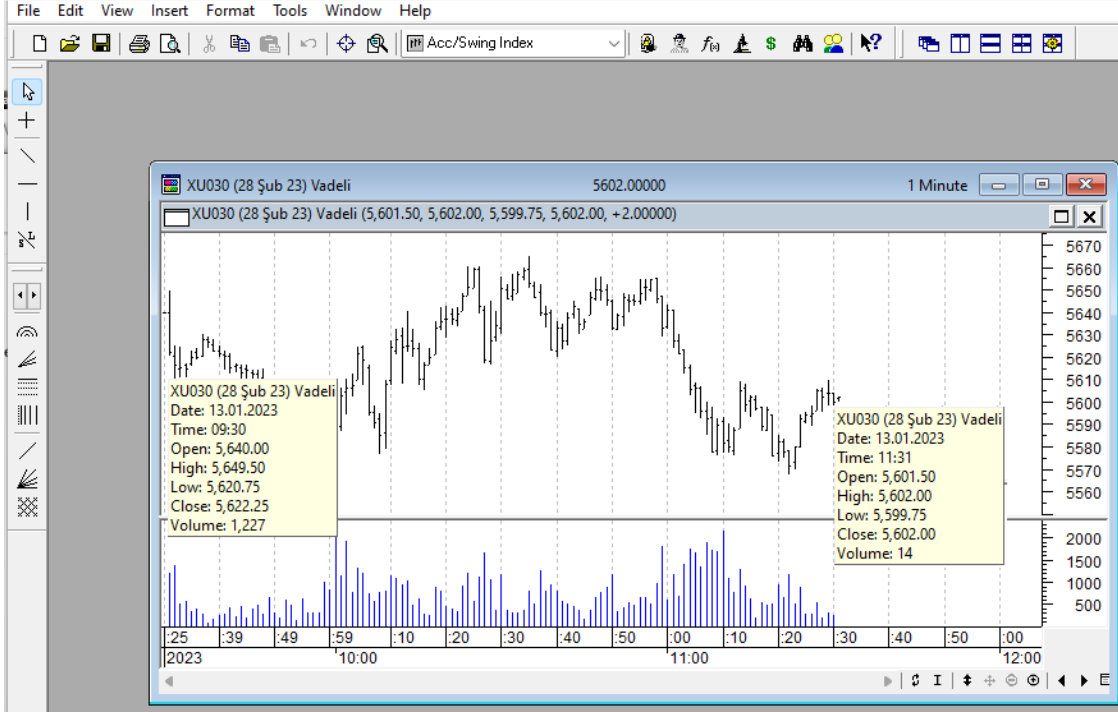 File Edit View Insert Format Tools Window Help
Acc/Swing Index
XU030 (28 Şub 23) Vadeli 5602.00000 1 Minute
XU030 (28 Şub 23) Vadeli (5,601.50, 5,602.00, 5,599.75, 5,602.00, +2.00000)
5670
5660
5650
5640
5630
5620
5610
5600
5590
5580
5570
5560
XU030 (28 Şub 23) Vadeli
Date: 13.01.2023
Time: 09:30
Open: 5,640.00
High: 5,649.50
Low: 5,620.75
Close: 5,622.25
Volume: 1,227
XU030 (28 Şub 23) Vadeli
Date: 13.01.2023
Time: 11:31
Open: 5,601.50
High: 5,602.00
Low: 5,599.75
Close: 5,602.00
Volume: 14
2000
1500
1000
500
:25 :39 :49 :59 :10 :20 :30 :40 :50 :00 :10 :20 :30 :40 :50 :00
2023 10:00 11:00 12:00